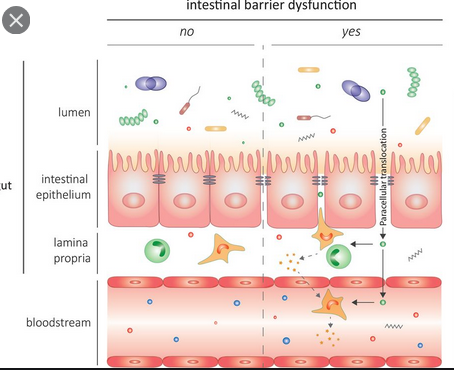 intestinal barrier dysfunction
no
yes
lumen
intestinal
epithelium
ut
lamina
propria
bloodstream
Paracellular translocation